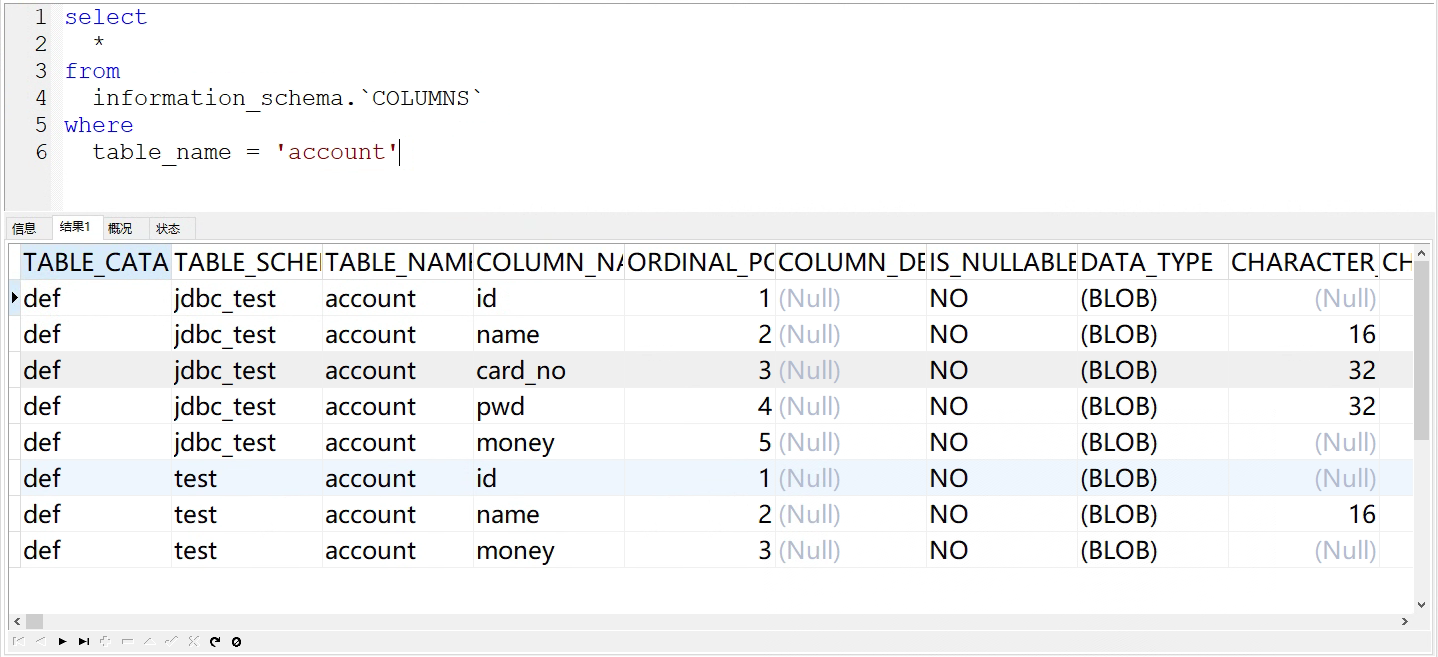 1 select
2 *
3 from
4 information_schema.`COLUMNS`
5 where
6 table_name = 'account'
信息 结果1 概况 状态
TABLE_CATA TABLE_SCHEI TABLE_NAME COLUMN_NA ORDINAL_PO COLUMN_DE IS_NULLABLE DATA_TYPE CHARACTER_ CH
def jdbc_test account id 1 (Null) NO (BLOB) (Null)
def jdbc_test account name 2 (Null) NO (BLOB) 16
def jdbc_test account card_no 3 (Null) NO (BLOB) 32
def jdbc_test account pwd 4 (Null) NO (BLOB) 32
def jdbc_test account money 5 (Null) NO (BLOB) (Null)
def test account id 1 (Null) NO (BLOB) (Null)
def test account name 2 (Null) NO (BLOB) 16
def test account money 3 (Null) NO (BLOB) (Null)